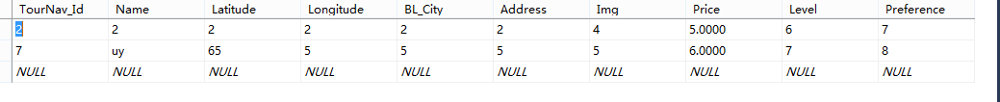 TourNav_Id Name Latitude Longitude BL_City Address Img Price Level Preference
2 2 2 2 2 2 4 5.0000 6 7
7 uy 65 5 5 5 5 6.0000 7 8
NULL NULL NULL NULL NULL NULL NULL NULL NULL NULL